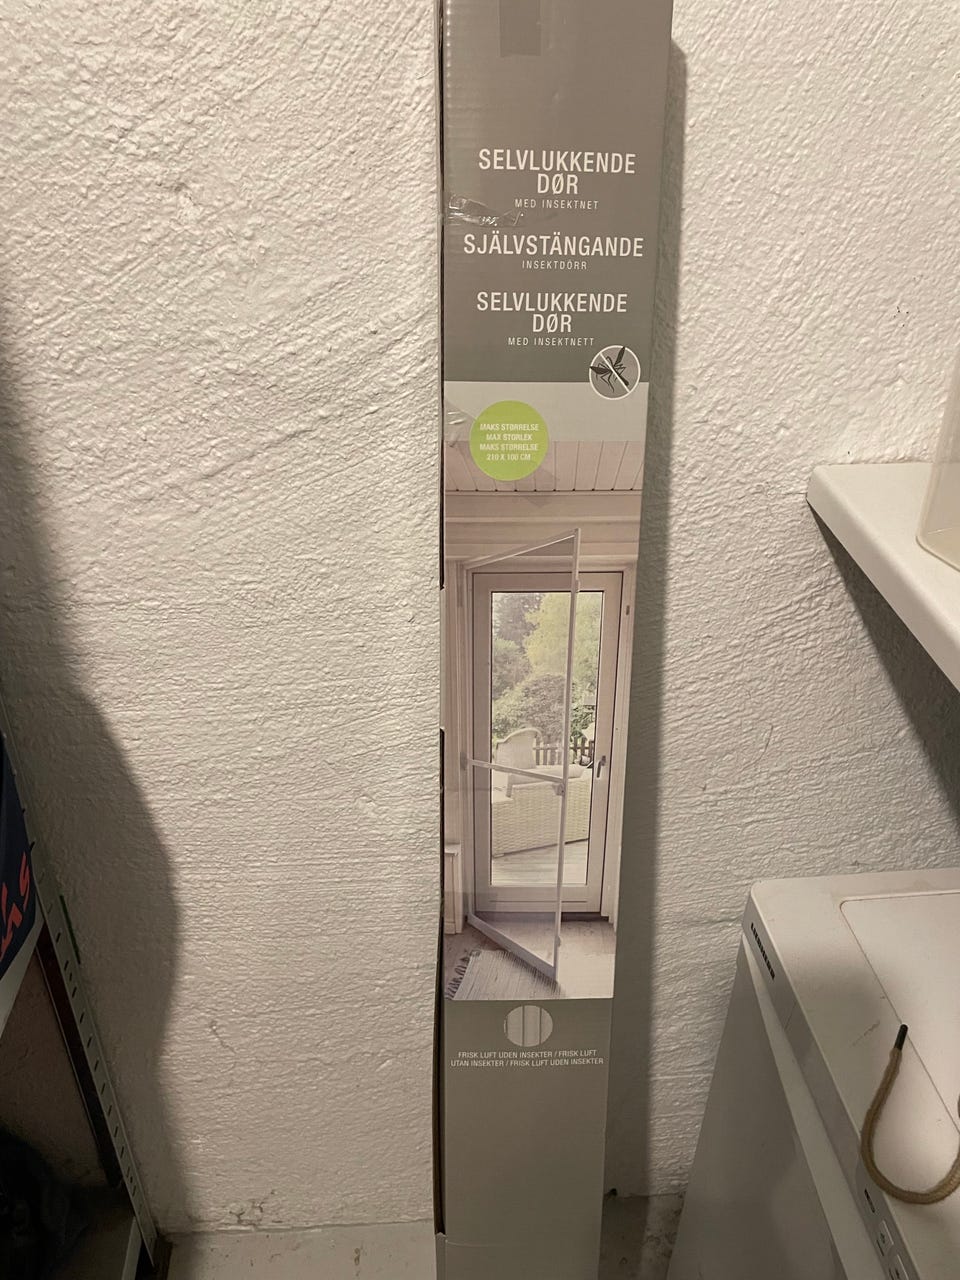 SELVLUKKENDE
DØR
MED INSEKTNET
SJÄLVSTÄNGANDE
INSEKTDÖRR
SELVLUKKENDE
DØR
MED INSEKTNETT
MAKS STØRRELSE
MAX STORLEK
MAKS STØRRELSE
210 X 100 CM
FRISK LUFT UDEN INSEKTER / FRISK LUFT
UTAN INSEKTER / FRISK LUFT UDEN INSEKTER
LIEBHERR